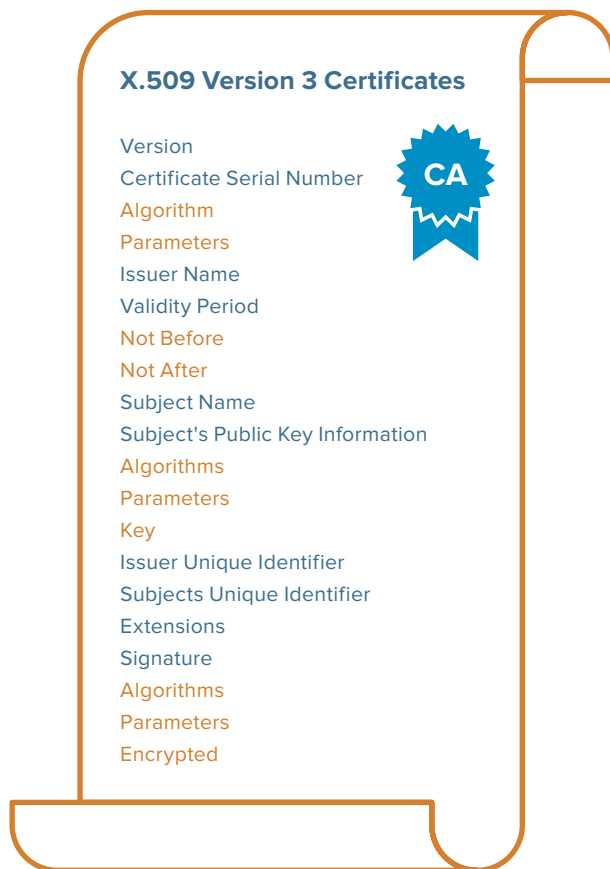 X.509 Version 3 Certificates
Version
Certificate Serial Number
CA
Algorithm
Parameters
Issuer Name
Validity Period
Not Before
Not After
Subject Name
Subject's Public Key Information
Algorithms
Parameters
Key
Issuer Unique Identifier
Subjects Unique Identifier
Extensions
Signature
Algorithms
Parameters
Encrypted